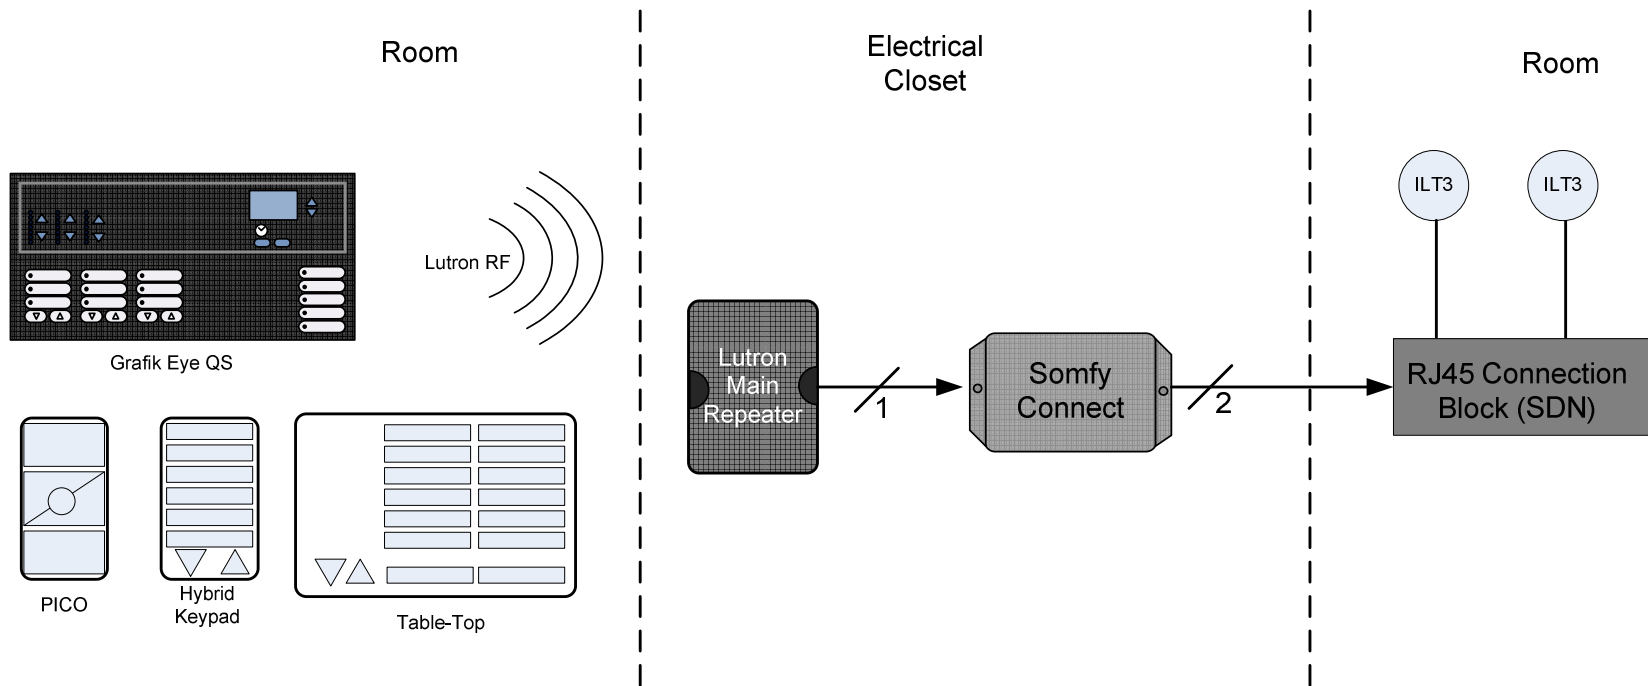 Room
Electrical
Closet
Room
ILT3
ILT3
Lutron RF
Grafik Eye QS
Lutron
Main
Repeater
1
Somfy
Connect
2
RJ45 Connection
Block (SDN)
PICO
Hybrid
Keypad
Table-Top